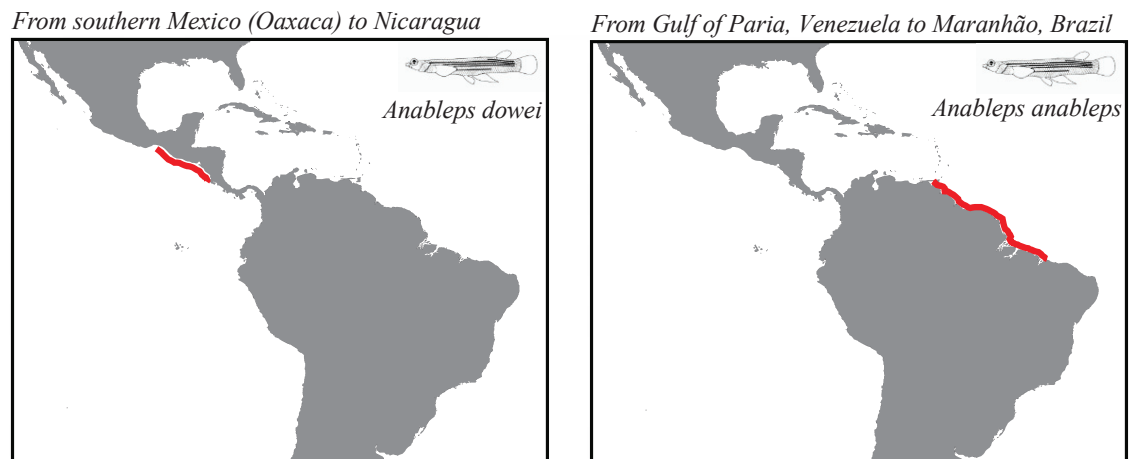 From southern Mexico (Oaxaca) to Nicaragua
Anableps dowei
From Gulf of Paria, Venezuela to Maranhão, Brazil
Anableps anableps